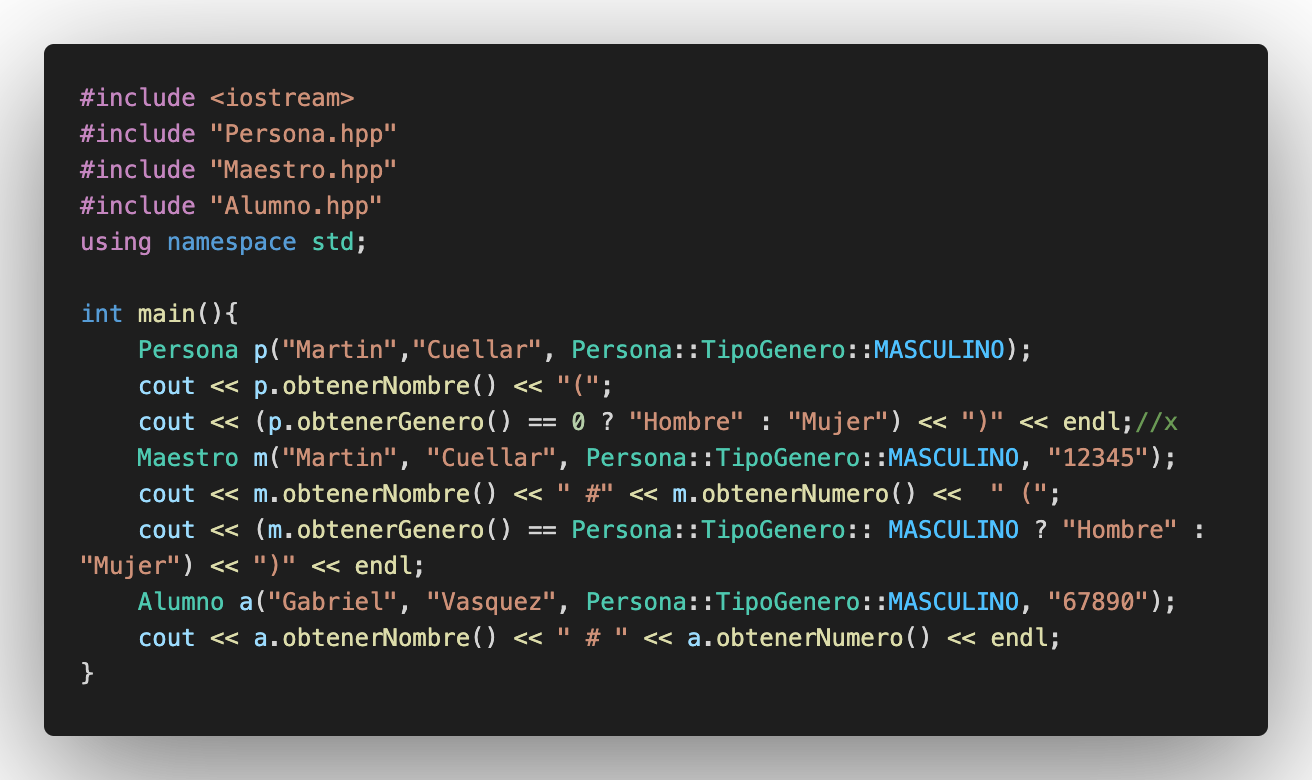 #include <iostream>
#include "Persona.hpp"
#include "Maestro.hpp"
#include "Alumno.hpp"
using namespace std;

int main(){
    Persona p("Martin","Cuellar", Persona::TipoGenero::MASCULINO);
    cout << p.obtenerNombre() << "(";
    cout << (p.obtenerGenero() == 0 ? "Hombre" : "Mujer") << ")" << endl;//x
    Maestro m("Martin", "Cuellar", Persona::TipoGenero::MASCULINO, "12345");
    cout << m.obtenerNombre() << " #" << m.obtenerNumero() <<  " (";
    cout << (m.obtenerGenero() == Persona::TipoGenero:: MASCULINO ? "Hombre" :
"Mujer") << ")" << endl;
    Alumno a("Gabriel", "Vasquez", Persona::TipoGenero::MASCULINO, "67890");
    cout << a.obtenerNombre() << " # " << a.obtenerNumero() << endl;
}